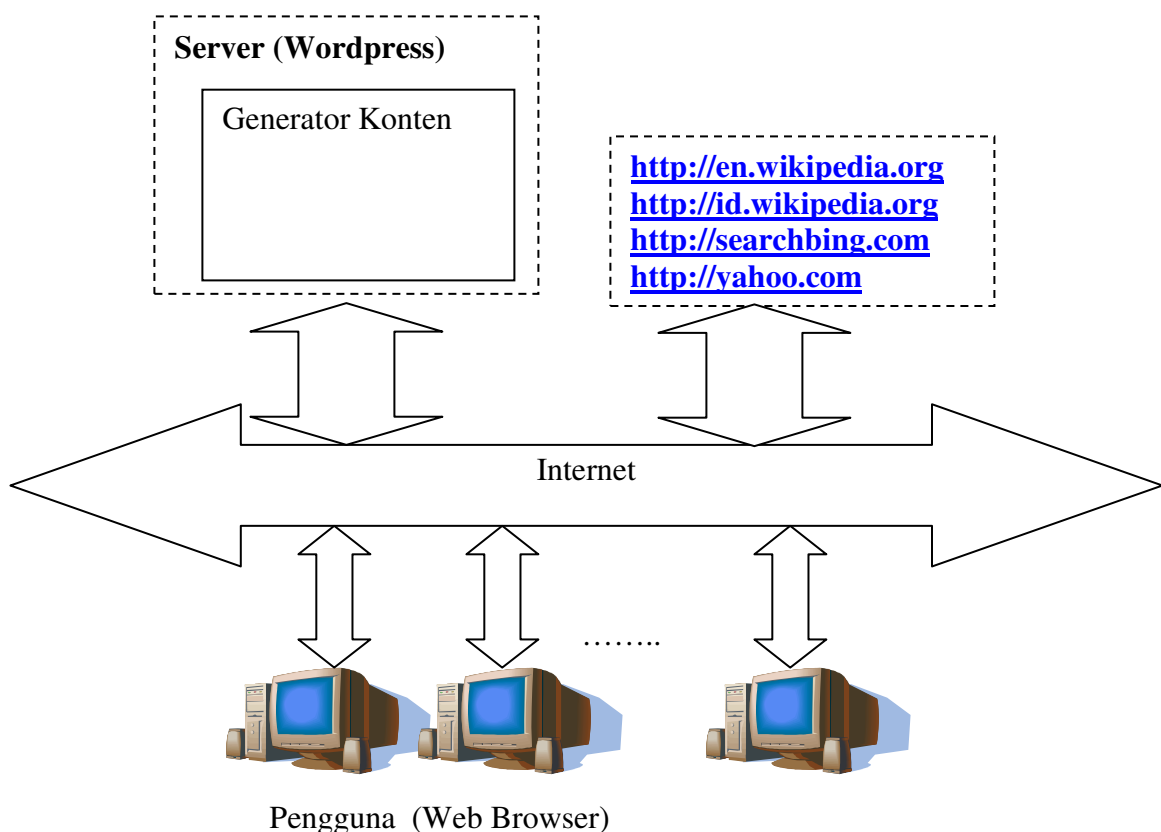 Server (Wordpress)
Generator Konten
http://en.wikipedia.org
http://id.wikipedia.org
http://searchbing.com
http://yahoo.com
Internet
……..
Pengguna  (Web Browser)